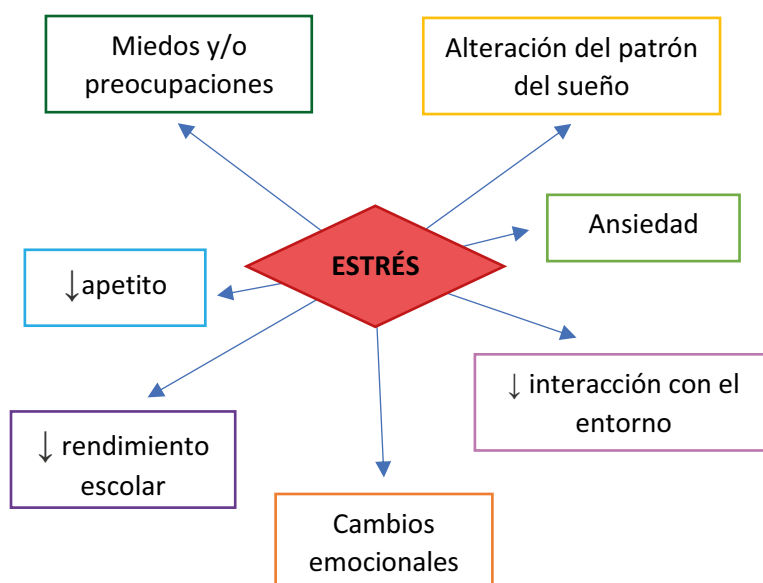 Miedos y/o
preocupaciones
Alteración del patrón
del sueño
Ansiedad
ESTRÉS
↓apetito
↓ interacción con el
entorno
↓ rendimiento
escolar
Cambios
emocionales